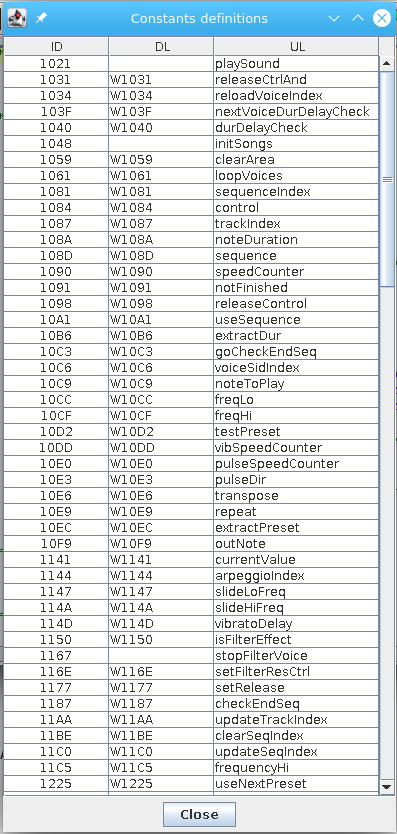 Constants definitions
ID DL UL
1021 playSound
1031 W1031 releaseCtrlAnd
1034 W1034 reloadVoiceIndex
103F W103F nextVoiceDurDelayCheck
1040 W1040 durDelayCheck
1048 initSongs
1059 W1059 clearArea
1061 W1061 loopVoices
1081 W1081 sequenceIndex
1084 W1084 control
1087 W1087 trackIndex
108A W108A noteDuration
108D W108D sequence
1090 W1090 speedCounter
1091 W1091 notFinished
1098 W1098 releaseControl
10A1 W10A1 useSequence
10B6 W10B6 extractDur
10C3 W10C3 goCheckEndSeq
10C6 W10C6 voiceSidIndex
10C9 W10C9 noteToPlay
10CC W10CC freqLo
10CF W10CF freqHi
10D2 W10D2 testPreset
10DD W10DD vibSpeedCounter
10E0 W10E0 pulseSpeedCounter
10E3 W10E3 pulseDir
10E6 W10E6 transpose
10E9 W10E9 repeat
10EC W10EC extractPreset
10F9 W10F9 outNote
1141 W1141 currentValue
1144 W1144 arpeggioIndex
1147 W1147 slideLoFreq
114A W114A slideHiFreq
114D W114D vibratoDelay
1150 W1150 isFilterEffect
1167 stopFilterVoice
116E W116E setFilterResCtrl
1177 W1177 setRelease
1187 W1187 checkEndSeq
11AA W11AA updateTrackIndex
11BE W11BE clearSeqIndex
11C0 W11C0 updateSeqIndex
11C5 W11C5 frequencyHi
1225 W1225 useNextPreset
Close